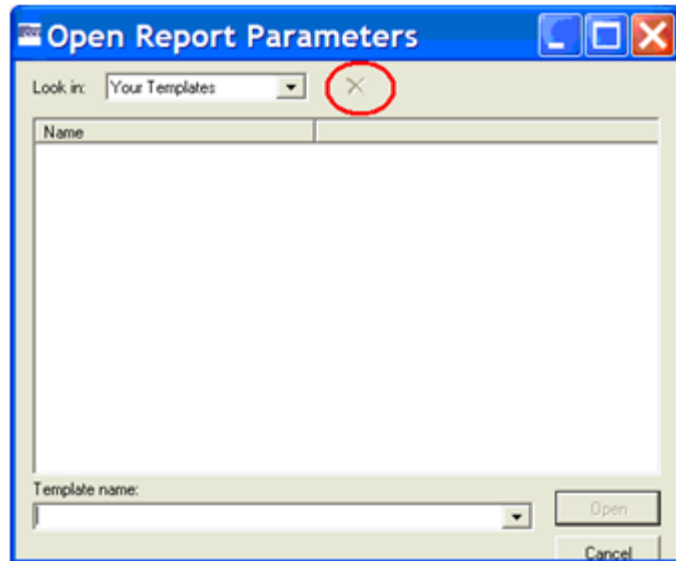 Open Report Parameters
Look in: Your Templates
Name
Template name:
Open
Cancel